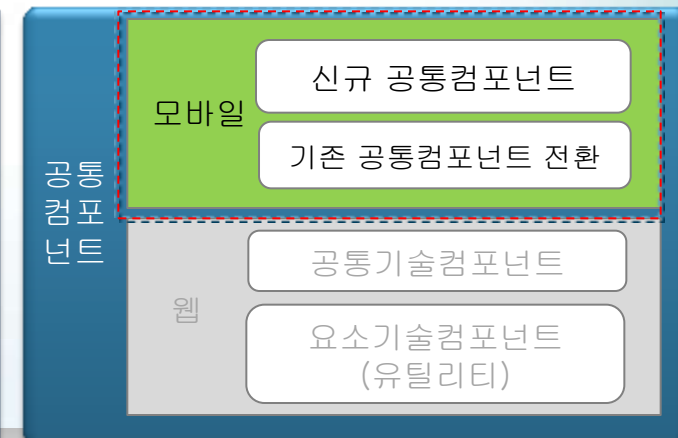 공통
컴포
넌트
모바일
신규 공통컴포넌트
기존 공통컴포넌트 전환
웹
공통기술컴포넌트
요소기술컴포넌트
(유틸리티)